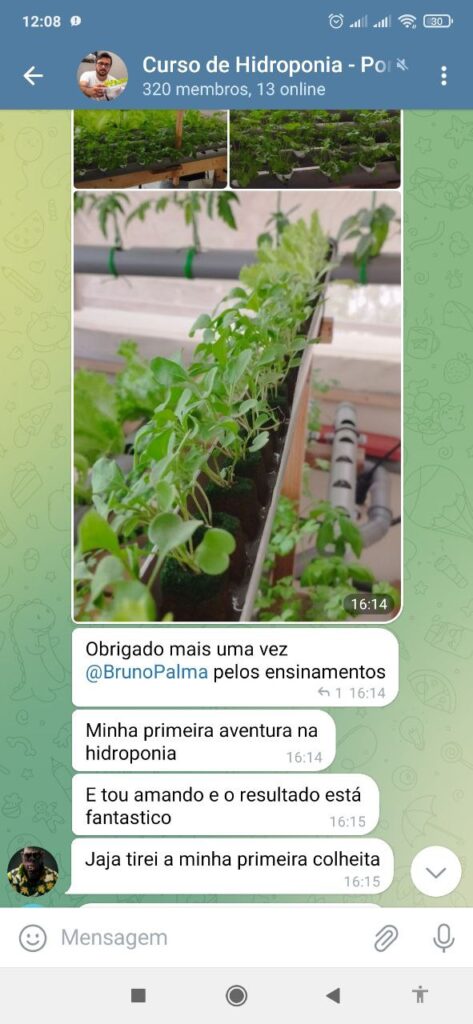 12:08
30
Curso de Hidroponia - Po
320 membros, 13 online
16:14
Obrigado mais uma vez
@BrunoPalma pelos ensinamentos
1 16:14
Minha primeira aventura na
hidroponia
16:14
E tou amando e o resultado está
fantastico
16:15
Jaja tirei a minha primeira colheita
16:15
Mensagem